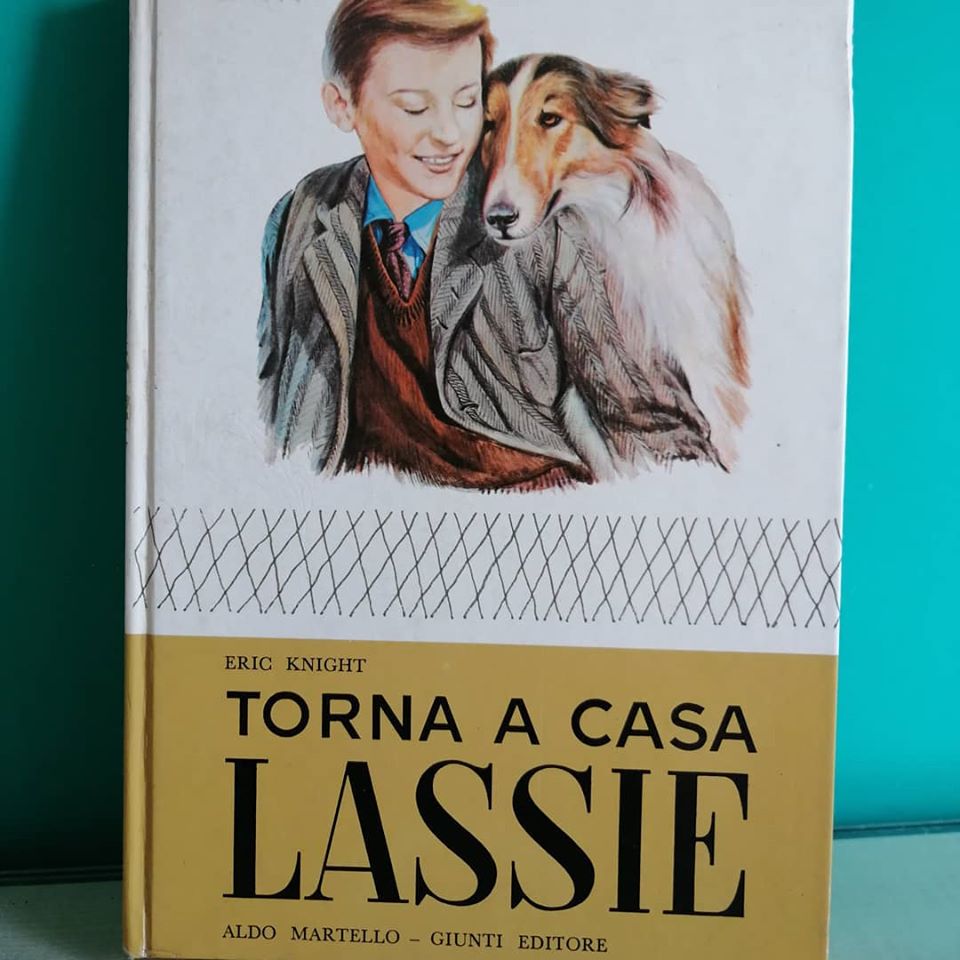 ERIC KNIGHT
TORNA A CASA
LASSIE
ALDO MARTELLO – GIUNTI EDITORE